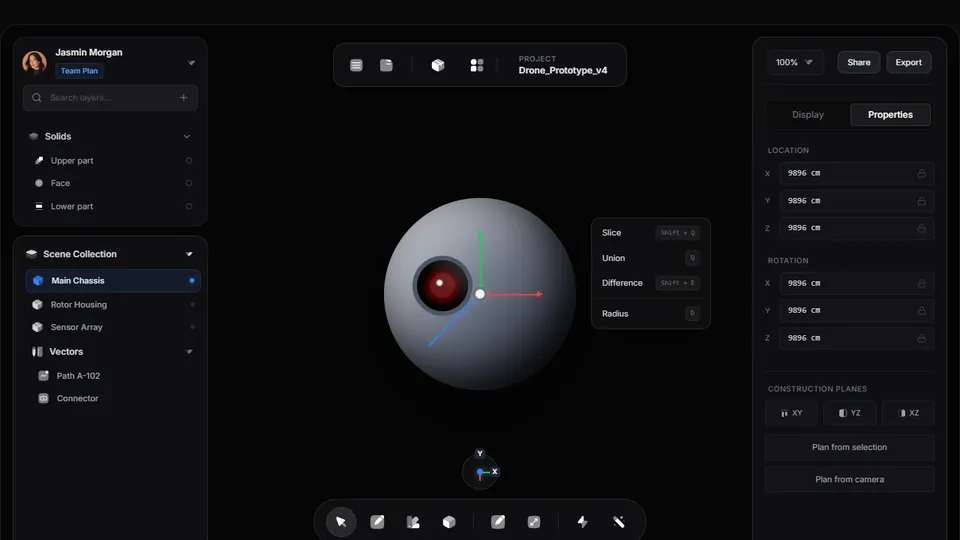 Jasmin Morgan
Team Plan
Search layers...
Solids
Upper part
Face
Lower part
Scene Collection
Main Chassis
Rotor Housing
Sensor Array
Vectors
Path A-102
Connector
PROJECT
Drone_Prototype_v4
Slice Shift + Q
Union Q
Difference
Radius D
Y
X
100% Share Export
Display Properties
LOCATION
X 9896 cm
Y 9896 cm
Z 9896 cm
ROTATION
X 9896 cm
Y 9896 cm
Z 9896 cm
CONSTRUCTION PLANES
XY YZ XZ
Plan from selection
Plan from camera